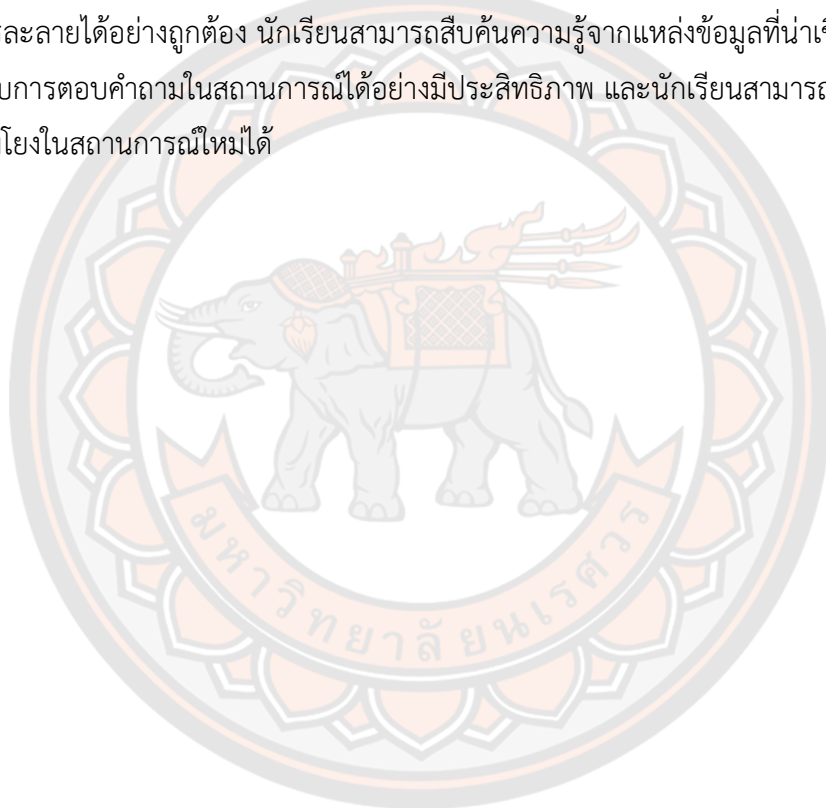 ละลายได้อย่างถูกต้อง นักเรียนสามารถสืบค้นความรู้จากแหล่งข้อมูลที่น่าเ
การตอบคำถามในสถานการณ์ได้อย่างมีประสิทธิภาพ และนักเรียนสามารถ
โยงในสถานการณ์ใหม่ได้
มหาวิทยาลัยนเรศวร